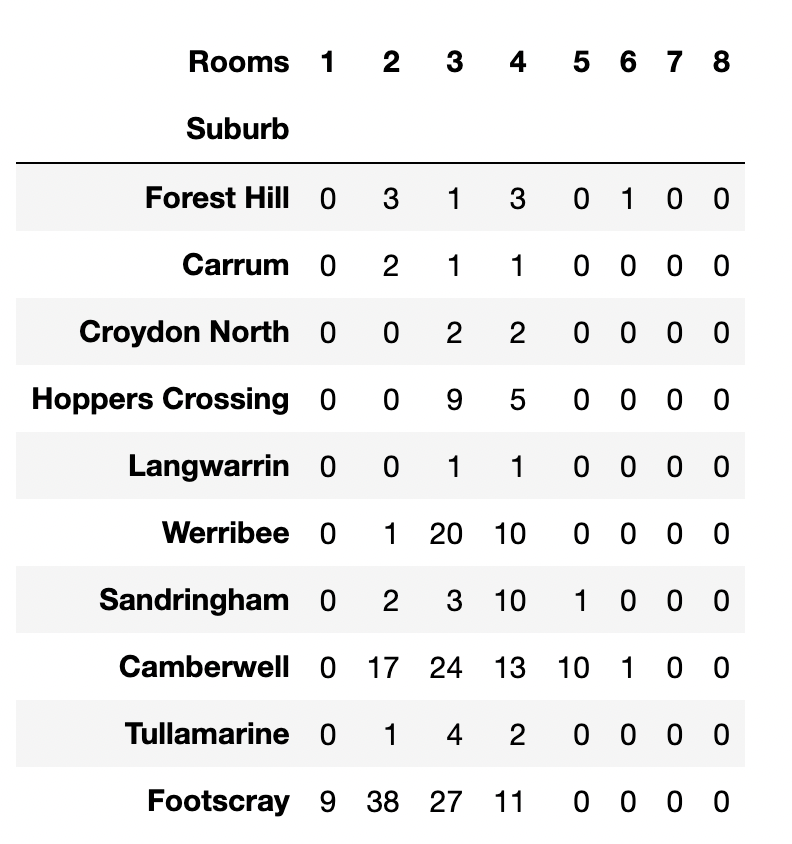 Rooms 1 2 3 4 5 6 7 8
Suburb
Forest Hill 0 3 1 3 0 1 0 0
Carrum 0 2 1 1 0 0 0 0
Croydon North 0 0 2 2 0 0 0 0
Hoppers Crossing 0 0 9 5 0 0 0 0
Langwarrin 0 0 1 1 0 0 0 0
Werribee 0 1 20 10 0 0 0 0
Sandringham 0 2 3 10 1 0 0 0
Camberwell 0 17 24 13 10 1 0 0
Tullamarine 0 1 4 2 0 0 0 0
Footscray 9 38 27 11 0 0 0 0